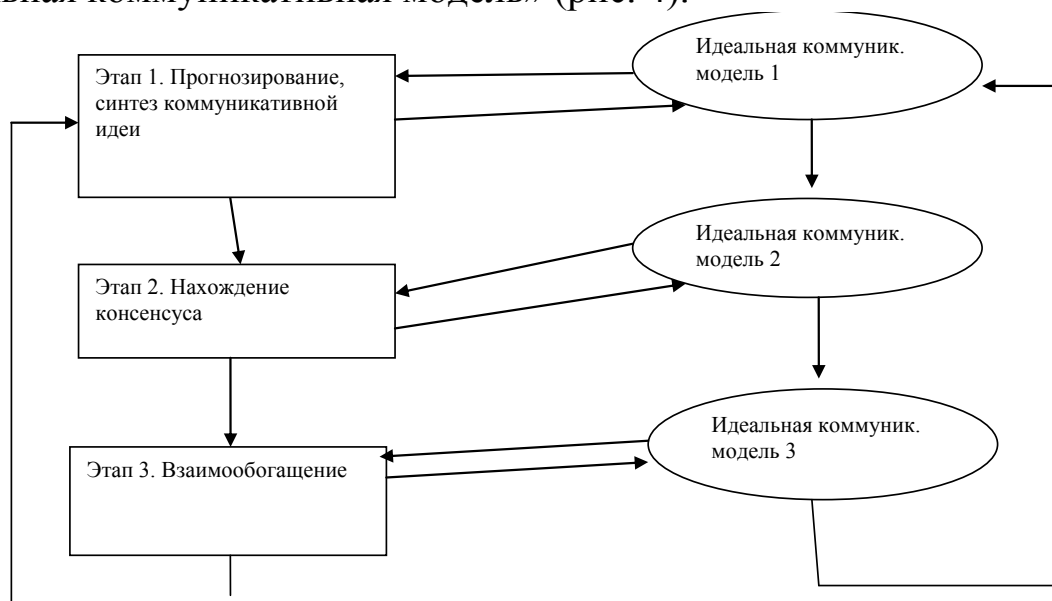 ьная коммуникативная модель» (рис. 4).
Этап 1. Прогнозирование,
синтез коммуникативной
идеи
Идеальная коммуник.
модель 1
Этап 2. Нахождение
консенсуса
Идеальная коммуник.
модель 2
Этап 3. Взаимообогащение
Идеальная коммуник.
модель 3